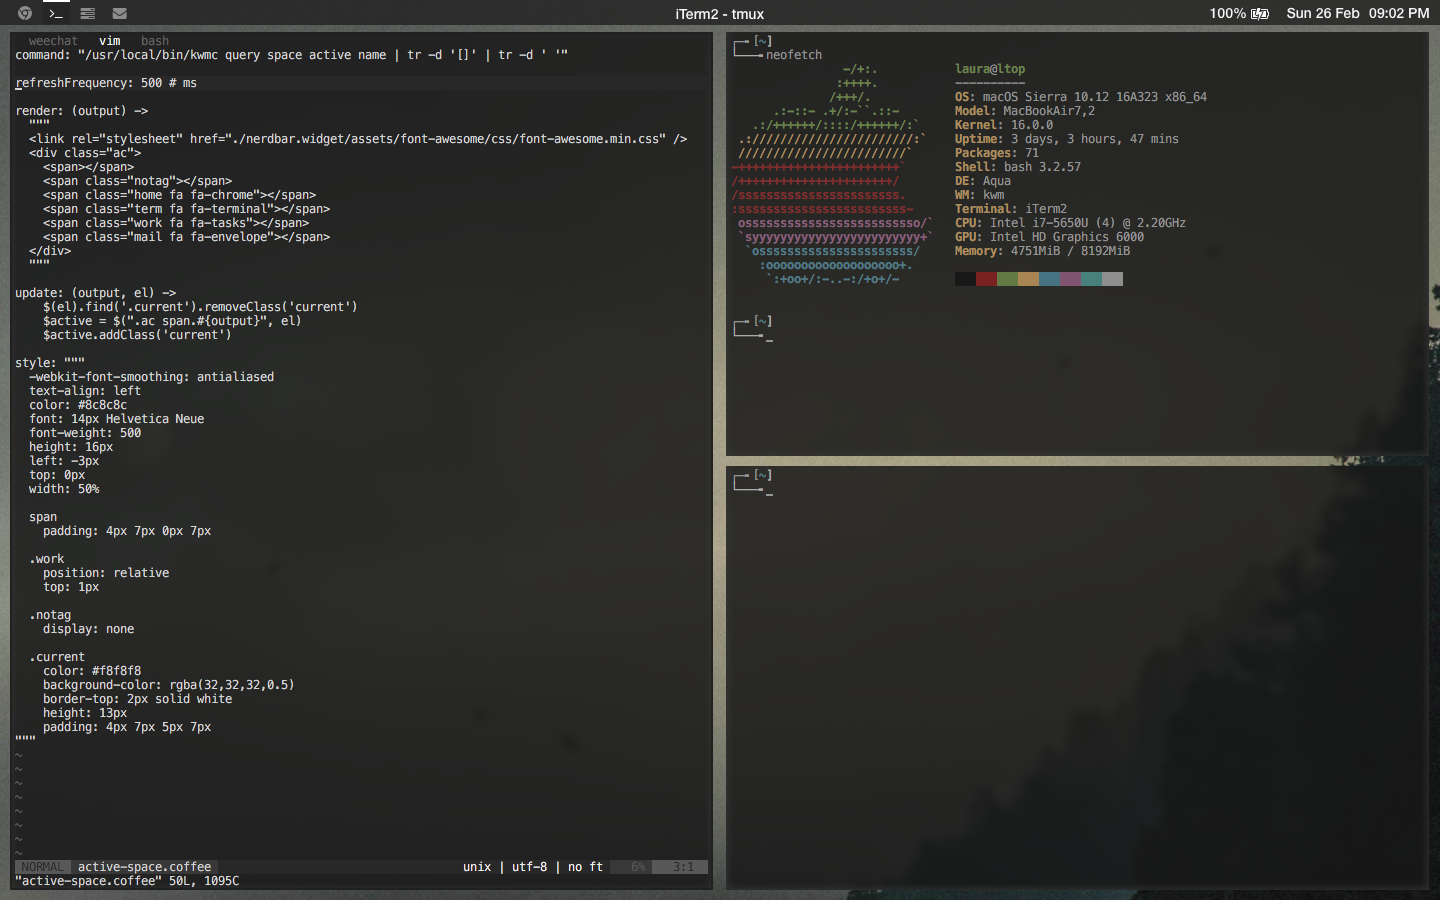 iTerm2 - tmux
100%
Sun 26 Feb 09:02 PM
weechat vim bash
command: "/usr/local/bin/kwmc query space active name | tr -d '[]' | tr -d ' '"
refreshFrequency: 500 # ms
render: (output) ->
"""
<link rel="stylesheet" href="./nerdbar.widget/assets/font-awesome/css/font-awesome.min.css" />
<div class="ac">
<span></span>
<span class="notag"></span>
<span class="home fa fa-chrome"></span>
<span class="term fa fa-terminal"></span>
<span class="work fa fa-tasks"></span>
<span class="mail fa fa-envelope"></span>
</div>
"""
update: (output, el) ->
$(el).find('.current').removeClass('current')
$active = $(".ac span.#{output}", el)
$active.addClass('current')
style: """
-webkit-font-smoothing: antialiased
text-align: left
color: #8c8c8c
font: 14px Helvetica Neue
font-weight: 500
height: 16px
left: -3px
top: 0px
width: 50%
span
padding: 4px 7px 0px 7px
.work
position: relative
top: 1px
.notag
display: none
.current
color: #f8f8f8
background-color: rgba(32,32,32,0.5)
border-top: 2px solid white
height: 13px
padding: 4px 7px 5px 7px
"""
~
~
~
~
~
~
~
~
NORMAL active-space.coffee unix | utf-8 | no ft 6% 3:1
"active-space.coffee" 50L, 1095C
[~]
neofetch
laura@ltop
----------
OS: macOS Sierra 10.12 16A323 x86_64
Model: MacBookAir7,2
Kernel: 16.0.0
Uptime: 3 days, 3 hours, 47 mins
Packages: 71
Shell: bash 3.2.57
DE: Aqua
WM: kwm
Terminal: iTerm2
CPU: Intel i7-5650U (4) @ 2.20GHz
GPU: Intel HD Graphics 6000
Memory: 4751MiB / 8192MiB
[~]
_
[~]
_